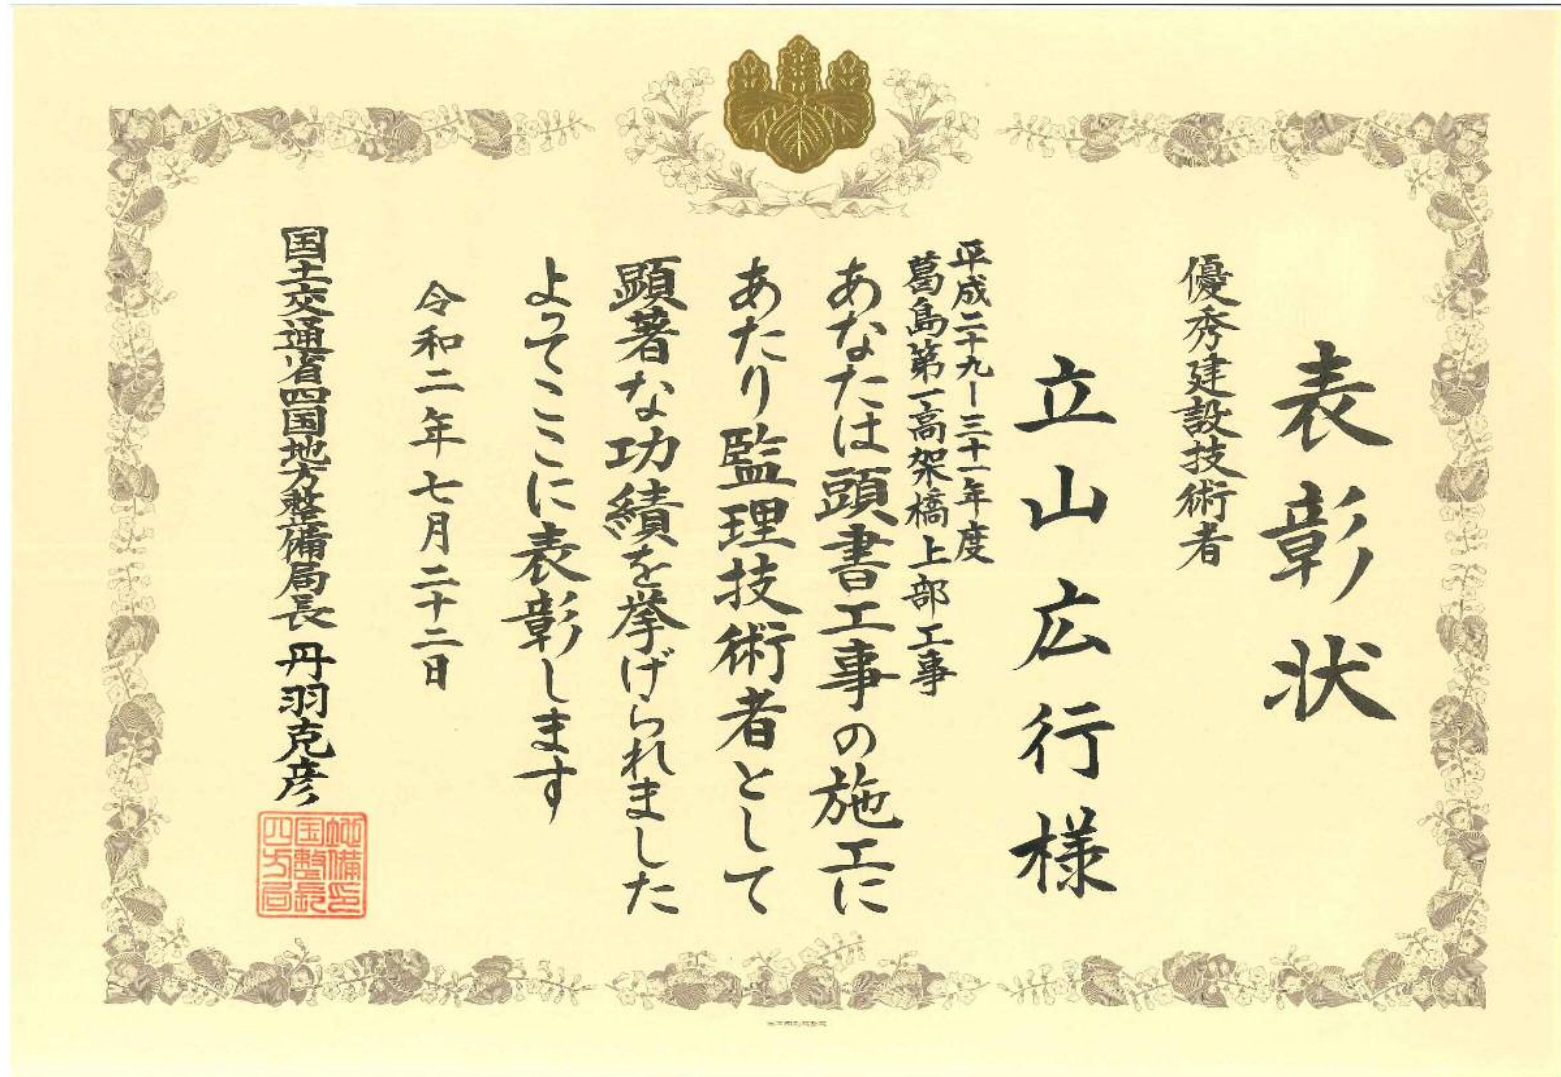 表彰状
優秀建設技術者
立山広行様
平成二十九ー三十一年度
葛島第一高架橋上部工事
あなたは頭書工事の施工に
あたり監理技術者として
顕著な功績を挙げられました
よってここに表彰します
令和二年七月二十二日
国土交通省四国地方整備局長 丹羽克彦